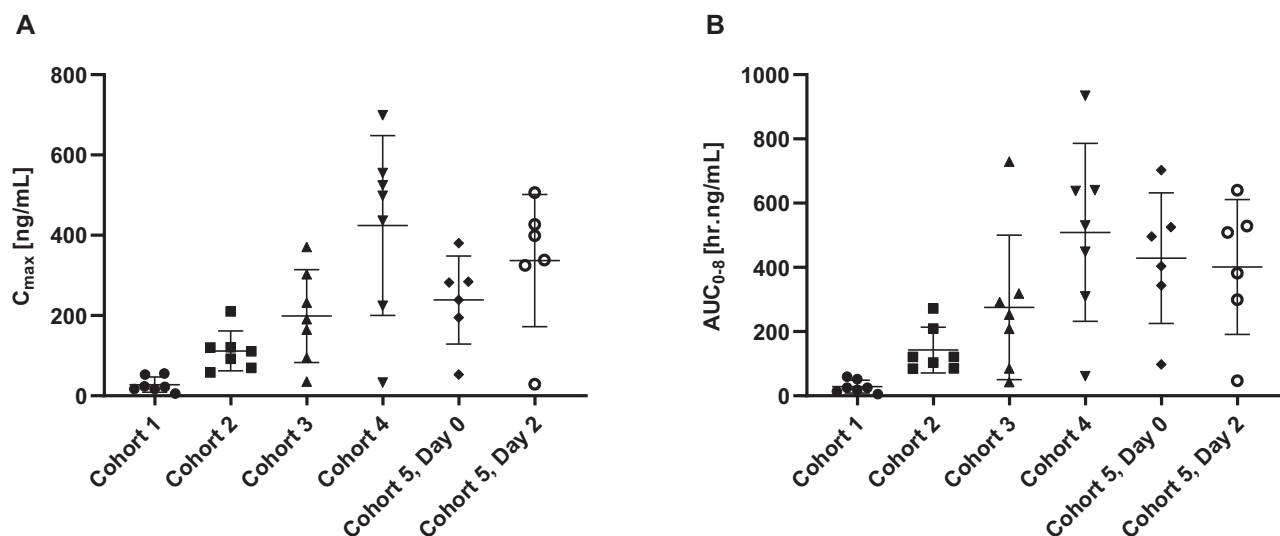 A
C_max [ng/mL]
800
600
400
200
0
Cohort 1
Cohort 2
Cohort 3
Cohort 4
Cohort 5, Day 0
Cohort 5, Day 2
B
AUC_0-8 [hr.ng/mL]
1000
800
600
400
200
0
Cohort 1
Cohort 2
Cohort 3
Cohort 4
Cohort 5, Day 0
Cohort 5, Day 2